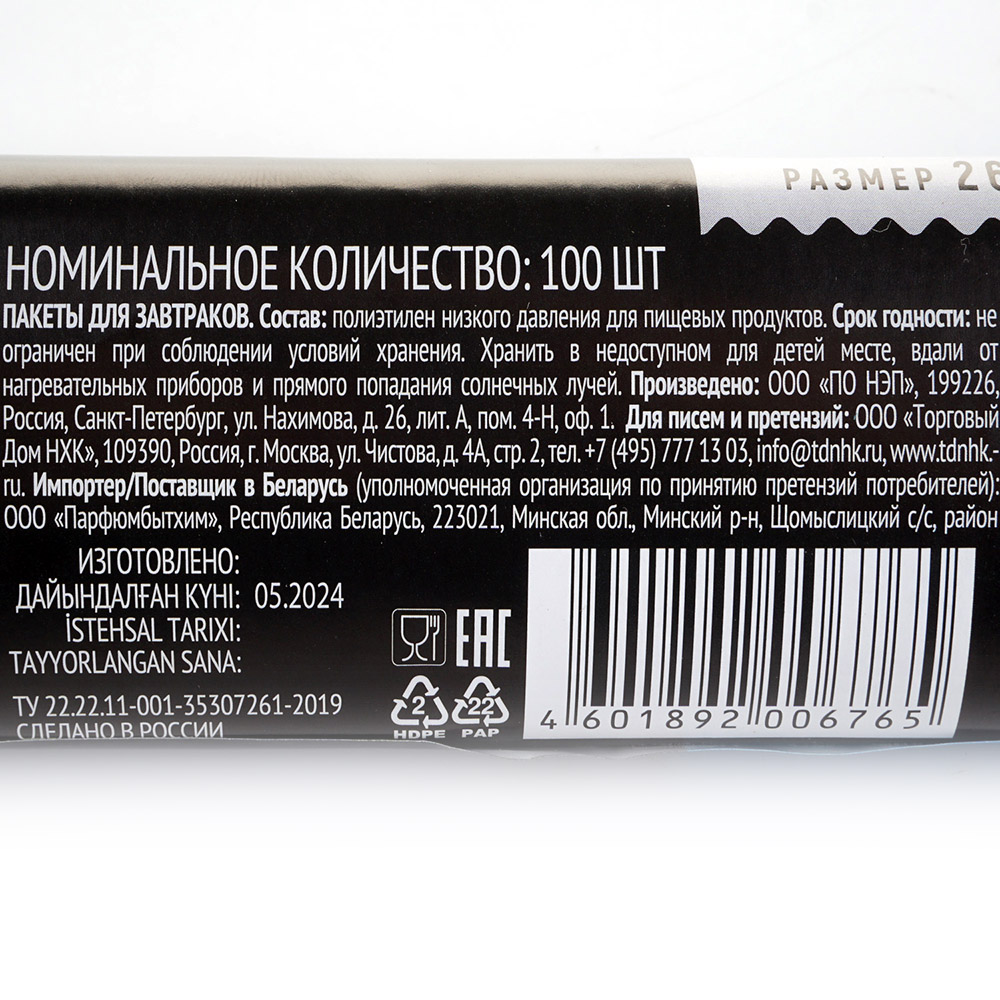 РАЗМЕР 26
НОМИНАЛЬНОЕ КОЛИЧЕСТВО: 100 ШТ
ПАКЕТЫ ДЛЯ ЗАВТРАКОВ. Состав: полиэтилен низкого давления для пищевых продуктов. Срок годности: не
ограничен при соблюдении условий хранения. Хранить в недоступном для детей месте, вдали от
нагревательных приборов и прямого попадания солнечных лучей. Произведено: ООО «ПО НЭП», 199226,
Россия, Санкт-Петербург, ул. Нахимова, д. 26, лит. А, пом. 4-Н, оф. 1. Для писем и претензий: ООО «Торговый
Дом НХК», 109390, Россия, г. Москва, ул. Чистова, д. 4А, стр. 2, тел. +7 (495) 777 13 03, info@tdnhk.ru, www.tdnhk.-
ru. Импортер/Поставщик в Беларусь (уполномоченная организация по принятию претензий потребителей):
ООО «Парфюмбытхим», Республика Беларусь, 223021, Минская обл., Минский р-н, Щомыслицкий с/с, район
ИЗГОТОВЛЕНО:
ДАЙЫНДАЛҒАН КҮНІ: 05.2024
İSTEHSAL TARIXI:
TAYYORLANGAN SANA:
ТУ 22.22.11-001-35307261-2019
СДЕЛАНО В РОССИИ
EAC
2 22
HDPE PAP
4 601892 006765